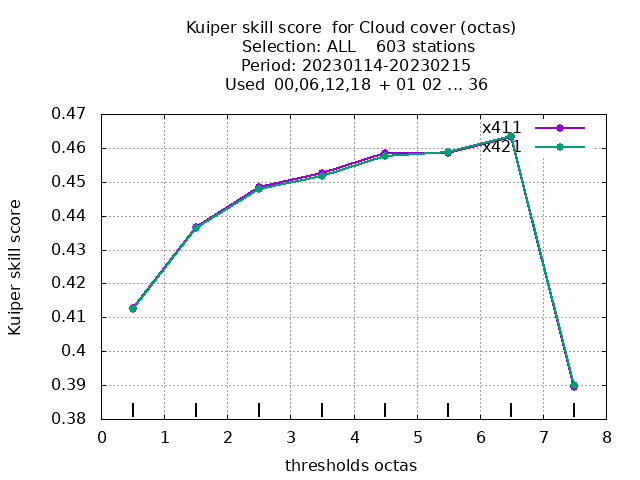 Kuiper skill score  for Cloud cover (octas)
Selection: ALL    603 stations
Period: 20230114-20230215
Used  00,06,12,18  + 01 02 ... 36
x411
x421
0.47
0.46
0.45
0.44
0.43
0.42
0.41
0.4
0.39
0.38
Kuiper skill score
0 1 2 3 4 5 6 7 8
thresholds octas